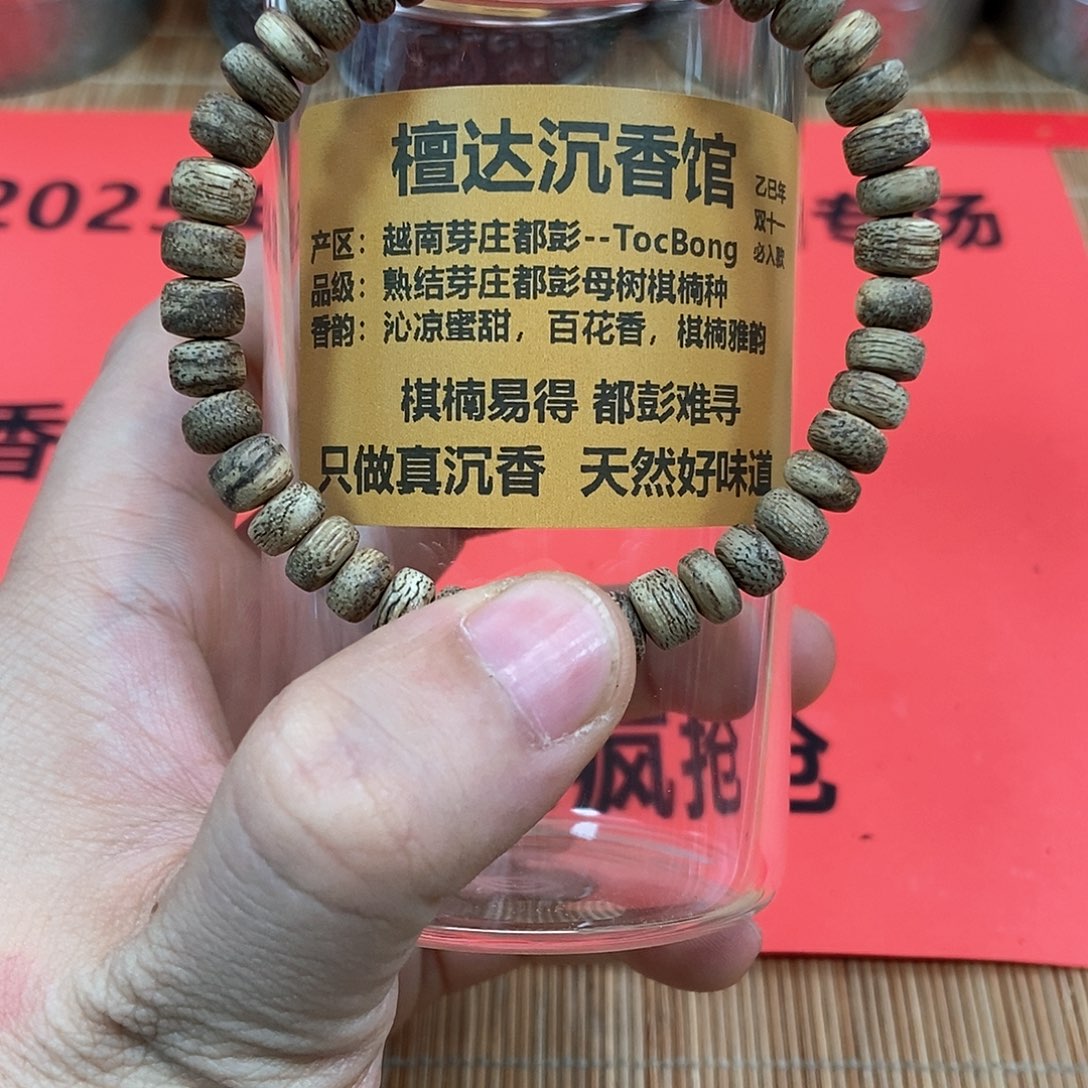 檀达沉香馆
乙巳年
双十一
必入款
产区：越南芽庄都彭--TocBong
品级：熟结芽庄都彭母树棋楠种
香韵：沁凉蜜甜，百花香，棋楠雅韵
棋楠易得 都彭难寻
只做真沉香 天然好味道
2025
专场
香
疯抢
抢